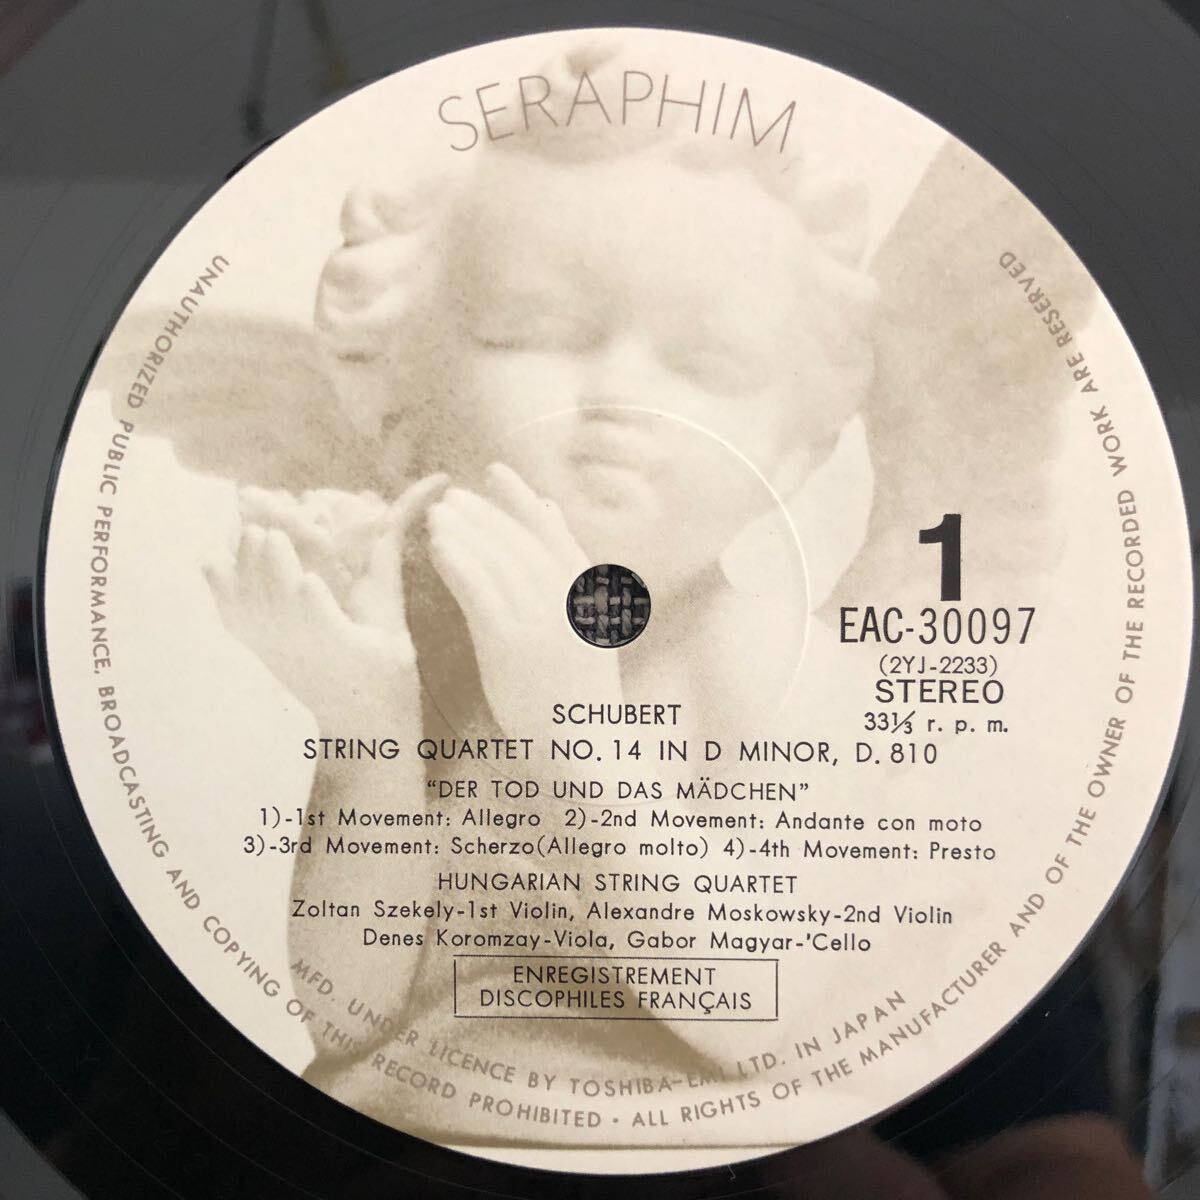 SERAPHIM
1
EAC-30097
(2YJ-2233)
STEREO
33⅓ r. p. m.
SCHUBERT
STRING QUARTET NO. 14 IN D MINOR, D. 810
“DER TOD UND DAS MÄDCHEN”
1)-1st Movement: Allegro 2)-2nd Movement: Andante con moto
3)-3rd Movement: Scherzo(Allegro molto) 4)-4th Movement: Presto
HUNGARIAN STRING QUARTET
Zoltan Szekely-1st Violin, Alexandre Moskowsky-2nd Violin
Denes Koromzay-Viola, Gabor Magyar-'Cello
ENREGISTREMENT
DISCOPHILES FRANÇAIS
MFD. UNDER LICENCE BY TOSHIBA-EMI LTD. IN JAPAN
UNAUTHORIZED PUBLIC PERFORMANCE, BROADCASTING AND COPYING OF THIS RECORD PROHIBITED · ALL RIGHTS OF THE MANUFACTURER AND OF THE OWNER OF THE RECORDED WORK ARE RESERVED